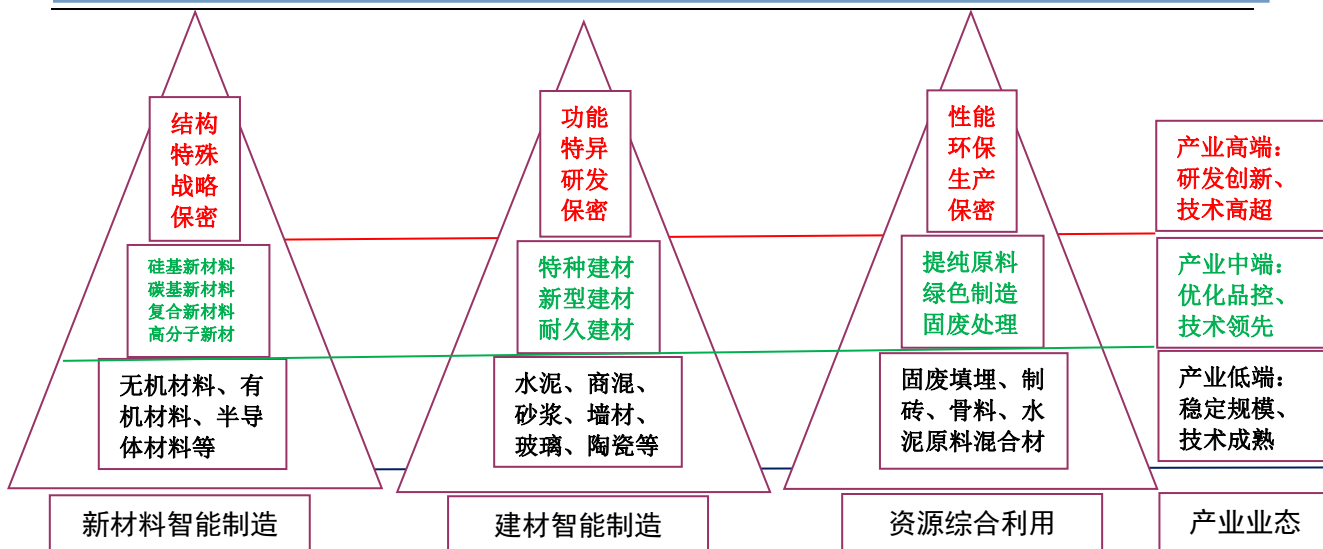 结构
特殊
战略
保密
硅基新材料
碳基新材料
复合新材料
高分子新材
无机材料、有
机材料、半导
体材料等
新材料智能制造
功能
特异
研发
保密
特种建材
新型建材
耐久建材
水泥、商混、
砂浆、墙材、
玻璃、陶瓷等
建材智能制造
性能
环保
生产
保密
提纯原料
绿色制造
固废处理
固废填埋、制
砖、骨料、水
泥原料混合材
资源综合利用
产业高端：
研发创新、
技术高超
产业中端：
优化品控、
技术领先
产业低端：
稳定规模、
技术成熟
产业业态